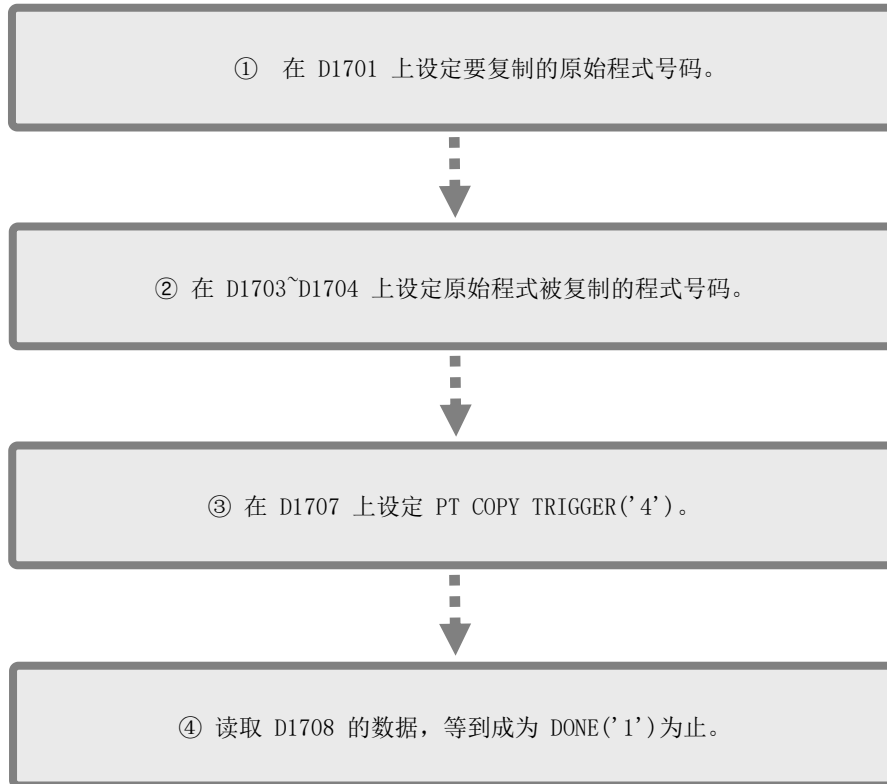 ① 在 D1701 上设定要复制的原始程式号码。
② 在 D1703~D1704 上设定原始程式被复制的程式号码。
③ 在 D1707 上设定 PT COPY TRIGGER('4')。
④ 读取 D1708 的数据，等到成为 DONE('1')为止。